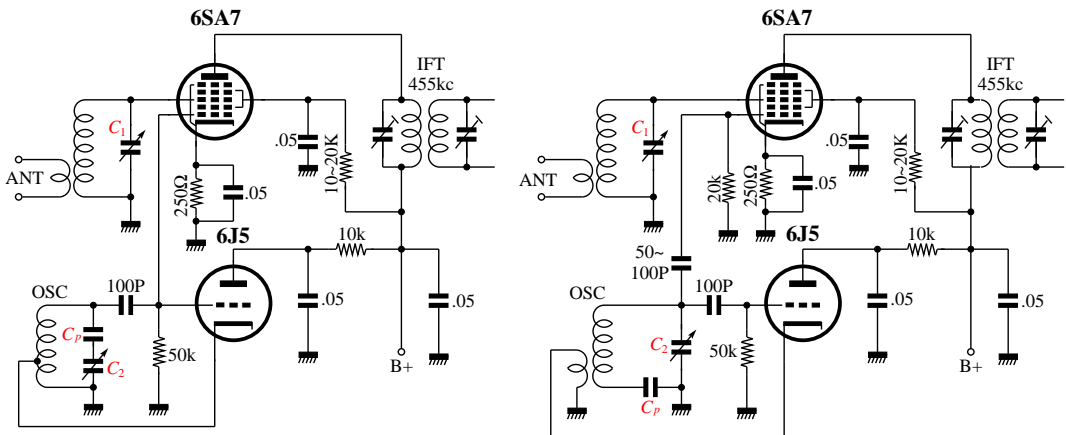 6SA7
IFT
455kc
C1
.05
10~20K
ANT
250Ω
.05
6J5
10k
OSC
100P
.05
.05
Cp
C2
50k
B+
6SA7
IFT
455kc
C1
.05
10~20K
ANT
20k
250Ω
.05
6J5
10k
50~
100P
OSC
100P
.05
.05
C2
50k
Cp
B+